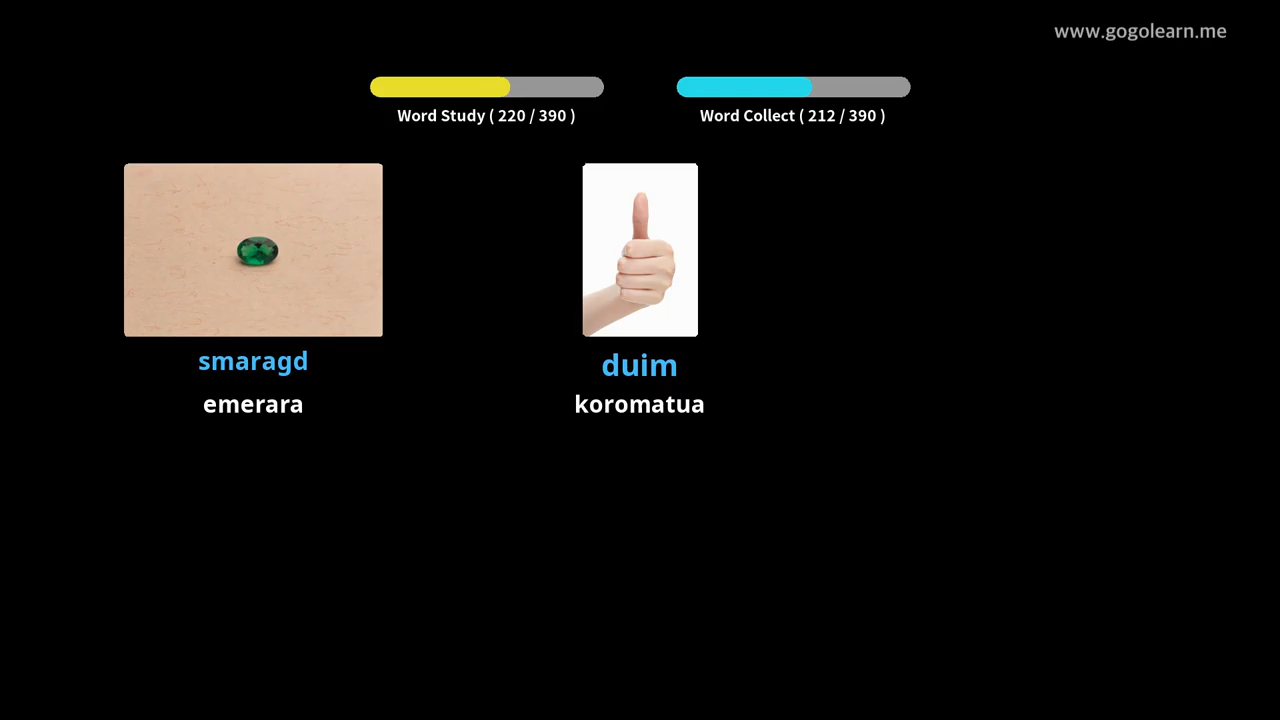 www.gogolearn.me
Word Study ( 220 / 390 )
Word Collect ( 212 / 390 )
smaragd
emerara
duim
koromatua